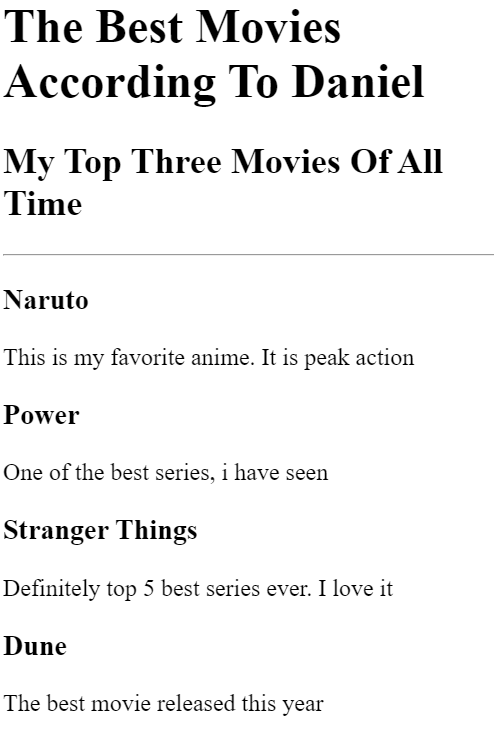 The Best Movies
According To Daniel
My Top Three Movies Of All
Time
Naruto
This is my favorite anime. It is peak action
Power
One of the best series, i have seen
Stranger Things
Definitely top 5 best series ever. I love it
Dune
The best movie released this year